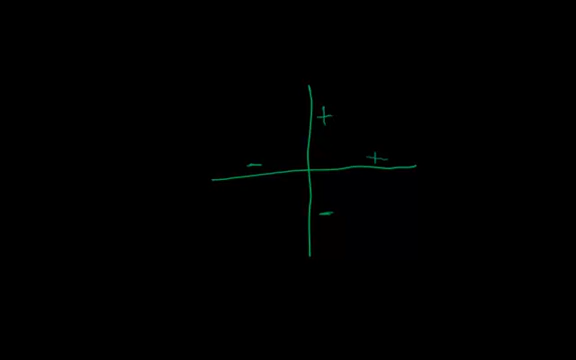 +
- +
-